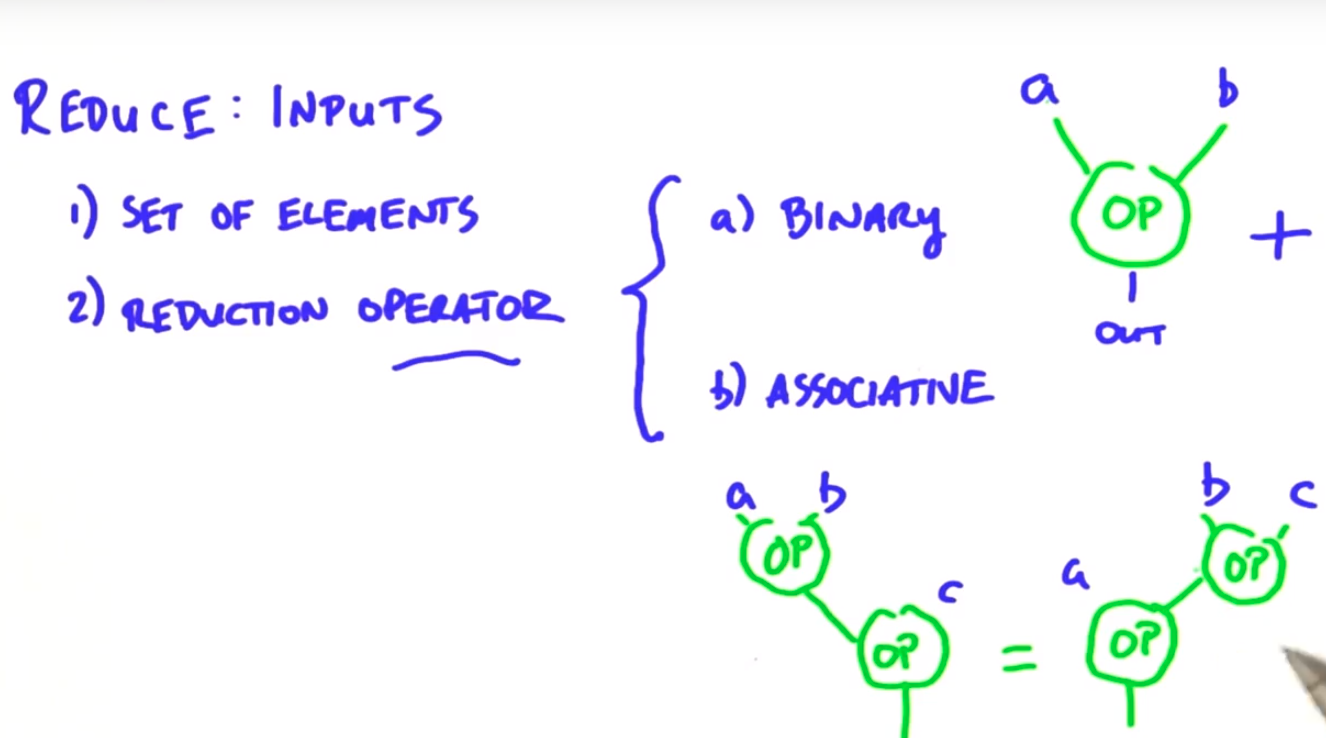 REDUCE: INPUTS
1) SET OF ELEMENTS
2) REDUCTION OPERATOR
a) BINARY
a b
OP
+
OUT
b) ASSOCIATIVE
a b
OP
c
OP
=
b c
OP
a
OP